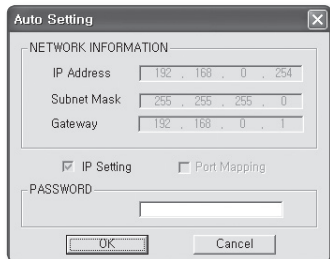 Auto Setting
NETWORK INFORMATION
IP Address 192 . 168 . 0 . 254
Subnet Mask 255 . 255 . 255 . 0
Gateway 192 . 168 . 0 . 1
IP Setting Port Mapping
PASSWORD
OK Cancel